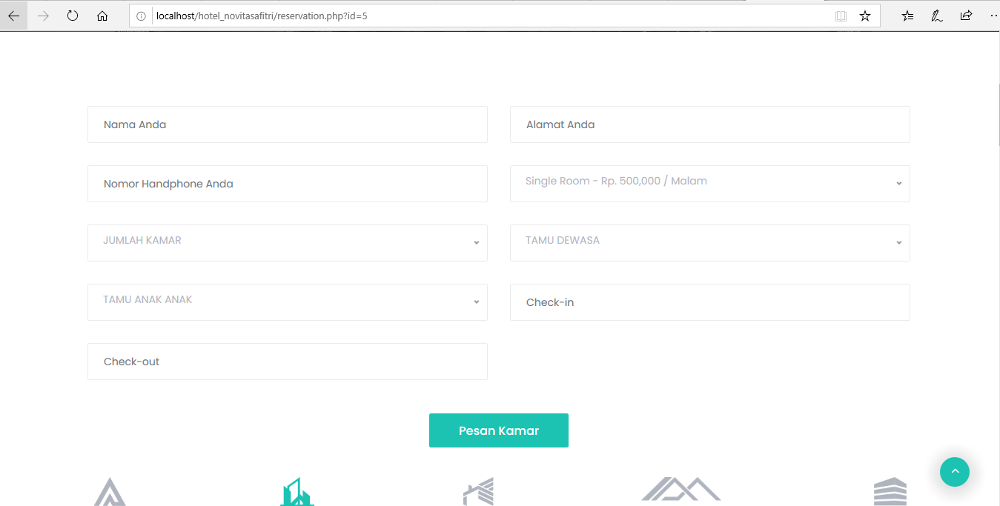 localhost/hotel_novitasafitri/reservation.php?id=5
Nama Anda
Alamat Anda
Nomor Handphone Anda
Single Room - Rp. 500,000 / Malam
JUMLAH KAMAR
TAMU DEWASA
TAMU ANAK ANAK
Check-in
Check-out
Pesan Kamar